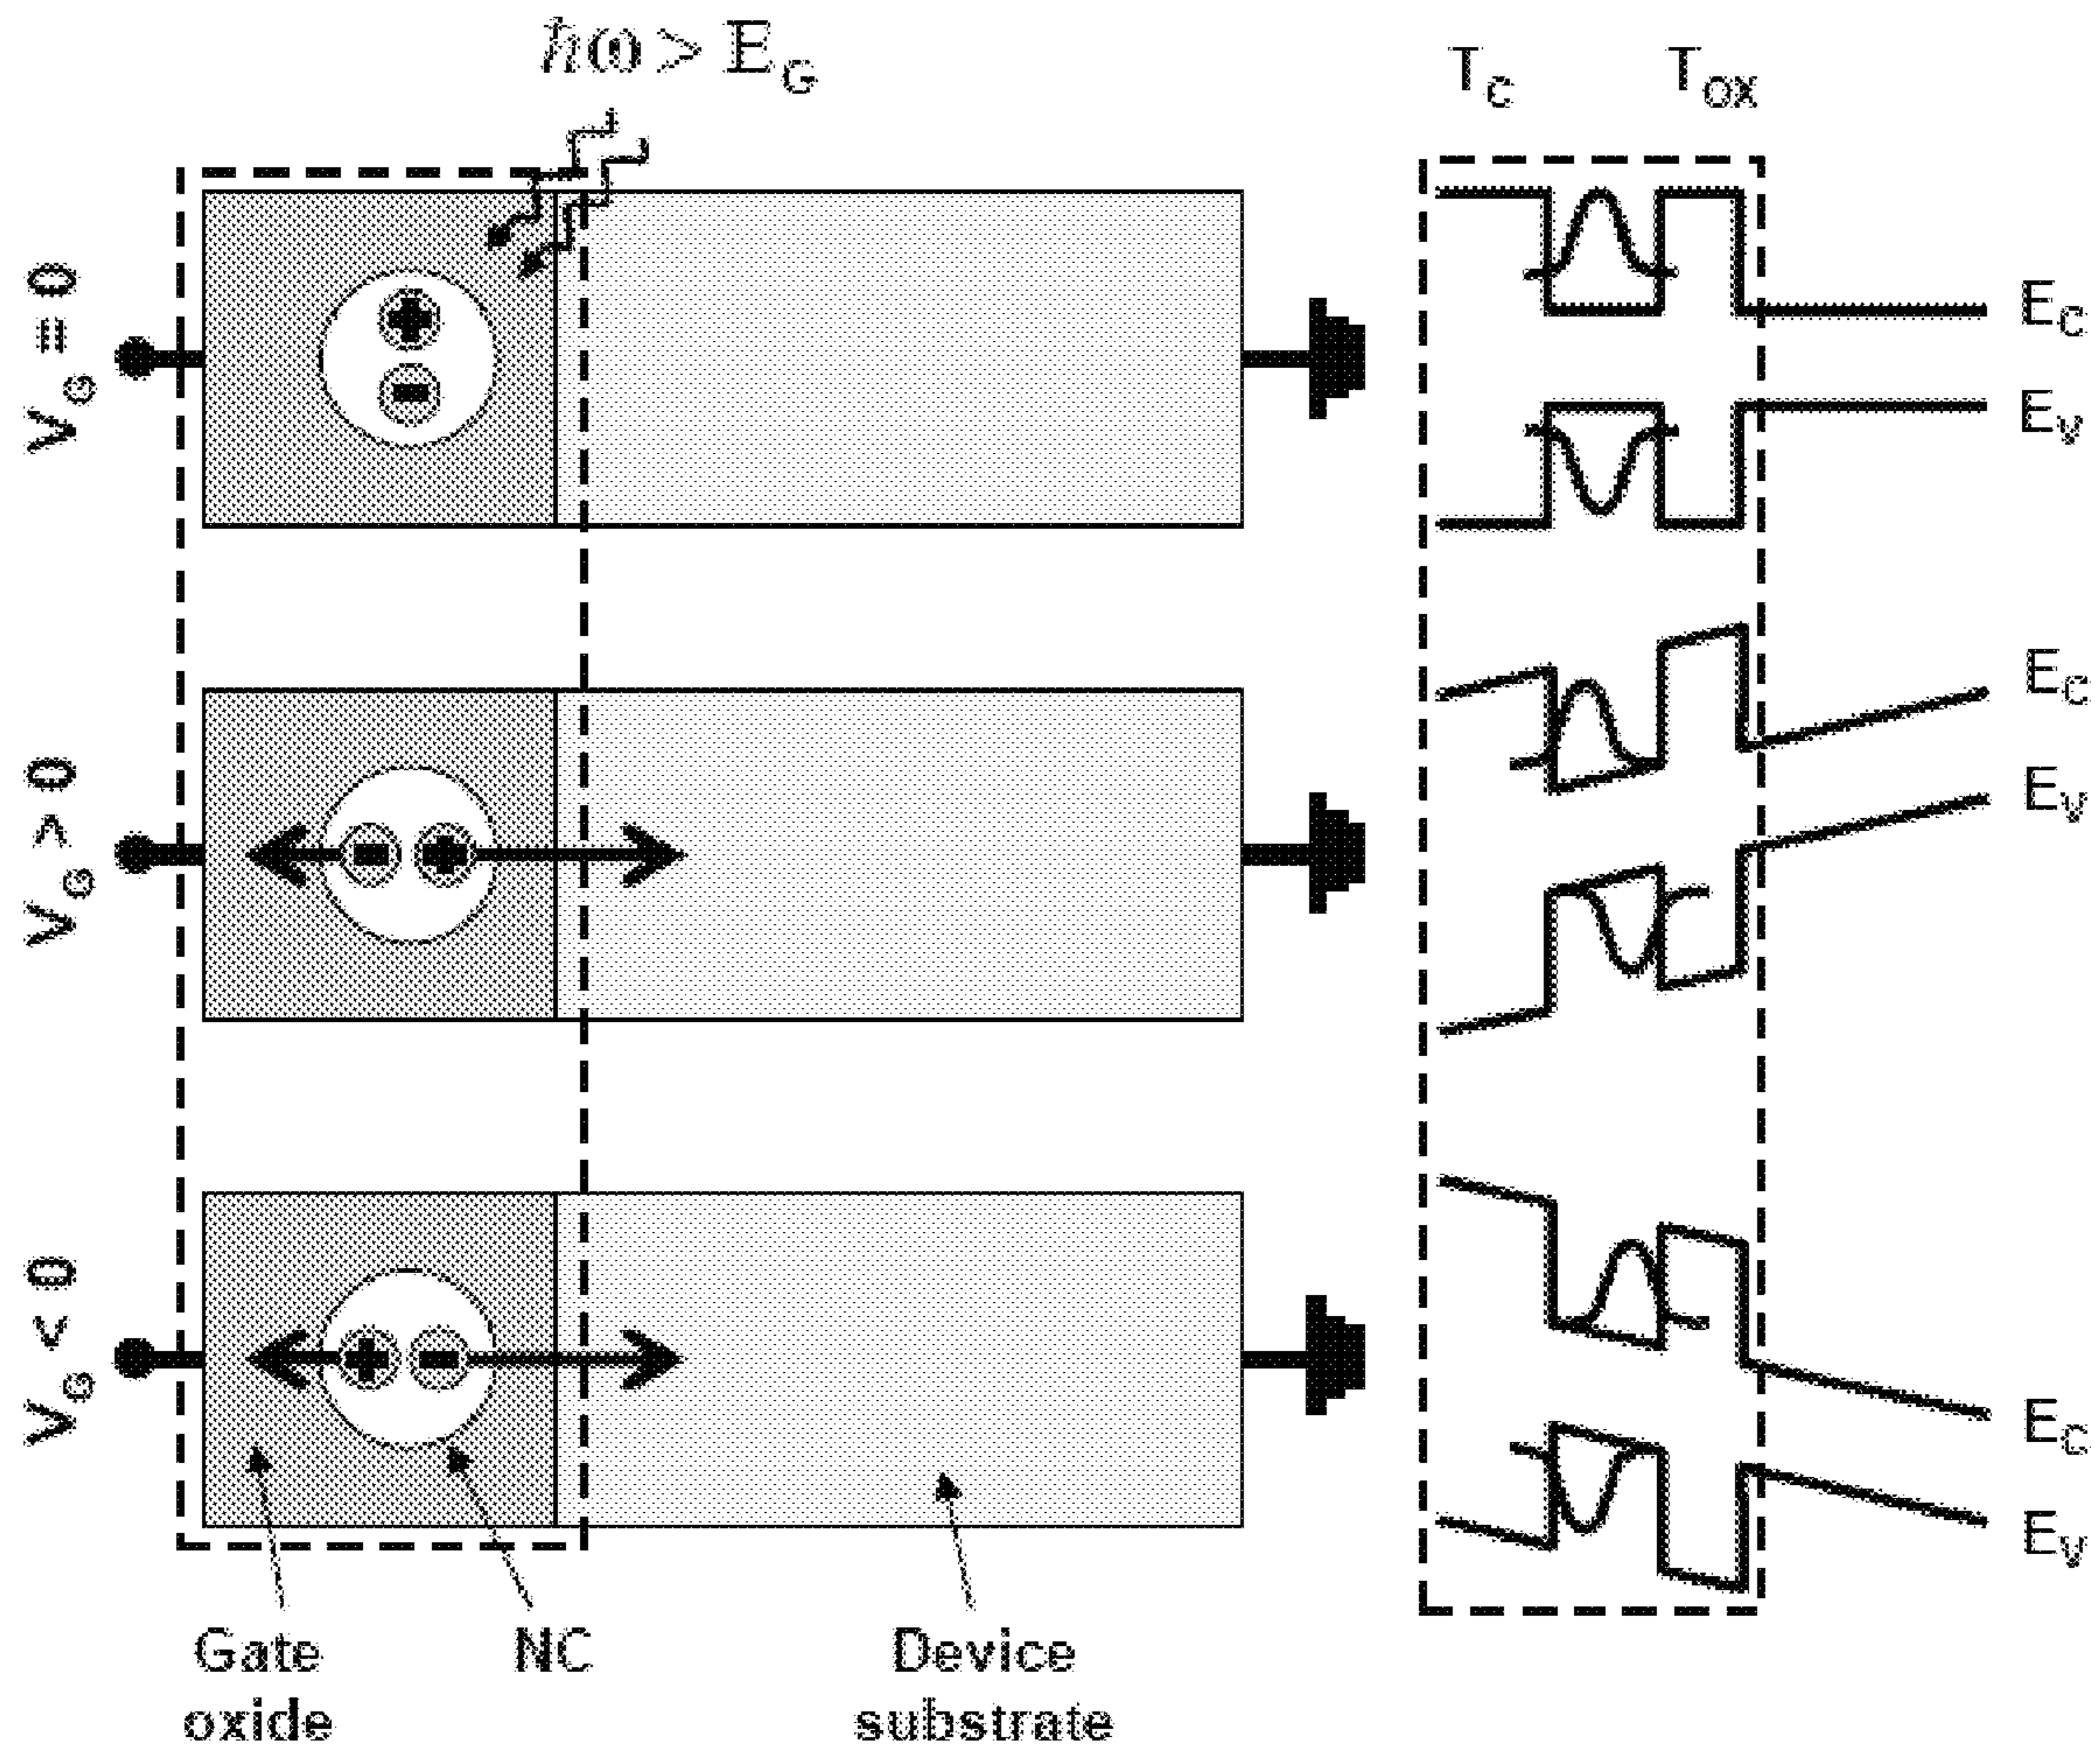 ħω > E_G
T_C T_OX
V_G = 0
E_C
E_V
V_G > 0
E_C
E_V
V_G < 0
E_C
E_V
Gate oxide
NC
Device substrate